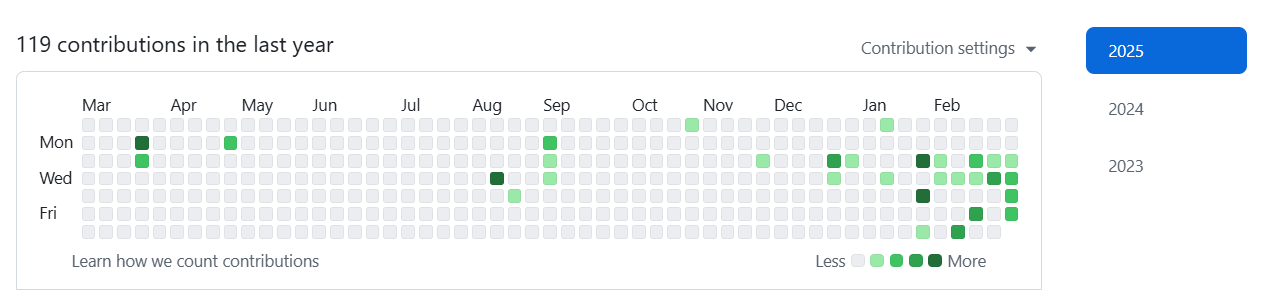 119 contributions in the last year
Contribution settings
2025
2024
2023
Mar Apr May Jun Jul Aug Sep Oct Nov Dec Jan Feb
Mon
Wed
Fri
Learn how we count contributions
Less More